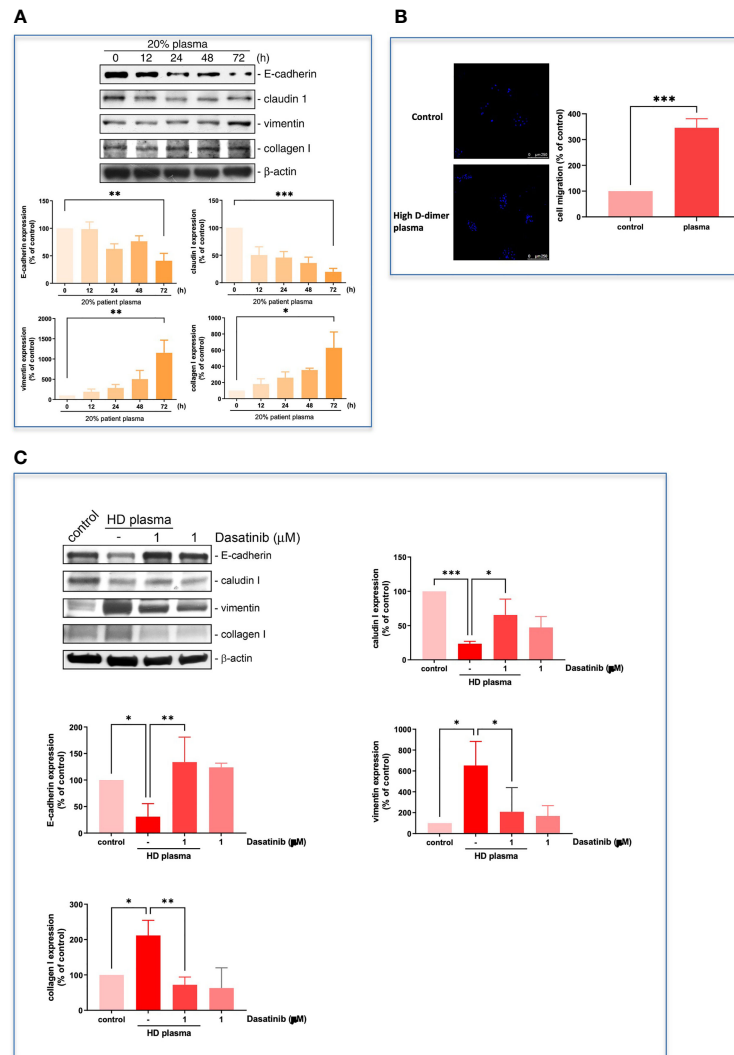 A
20% plasma
0 12 24 48 72 (h)
- E-cadherin
- claudin 1
- vimentin
- collagen I
- β-actin
E-cadherin expression
(% of control)
150
100
50
0
**
0 12 24 48 72 (h)
20% patient plasma
claudin I expression
(% of control)
150
100
50
0
***
0 12 24 48 72 (h)
20% patient plasma
vimentin expression
(% of control)
2000
1500
1000
500
0
**
0 12 24 48 72 (h)
20% patient plasma
collagen I expression
(% of control)
1000
800
600
400
200
0
*
0 12 24 48 72 (h)
20% patient plasma
B
Control
High D-dimer
plasma
cell migration (% of control)
400
300
200
100
0
***
control plasma
C
control HD plasma
- 1 1 Dasatinib (μM)
- E-cadherin
- caludin I
- vimentin
- collagen I
- β-actin
caludin I expression
(% of control)
150
100
50
0
*** *
control - 1 1 Dasatinib (μM)
HD plasma
E-cadherin expression
(% of control)
200
150
100
50
0
* **
control - 1 1 Dasatinib (μM)
HD plasma
vimentin expression
(% of control)
1000
800
600
400
200
0
* *
control - 1 1 Dasatinib (μM)
HD plasma
collagen I expression
(% of control)
300
200
100
0
* **
control - 1 1 Dasatinib (μM)
HD plasma